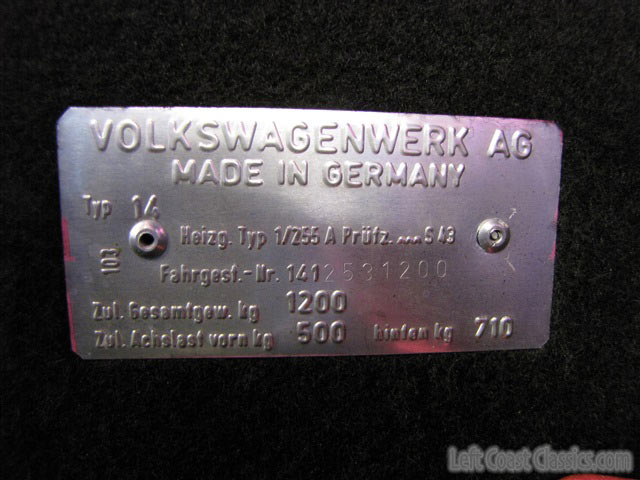 VOLKSWAGENWERK AG
MADE IN GERMANY
Typ 14
Heizg. Typ 1/255 A Prüfz. ~~~ S 43
103
Fahrgest.-Nr. 1412531200
Zul. Gesamtgew. kg 1200
Zul. Achslast vorn kg 500 hinten kg 710
Left Coast Classics.com